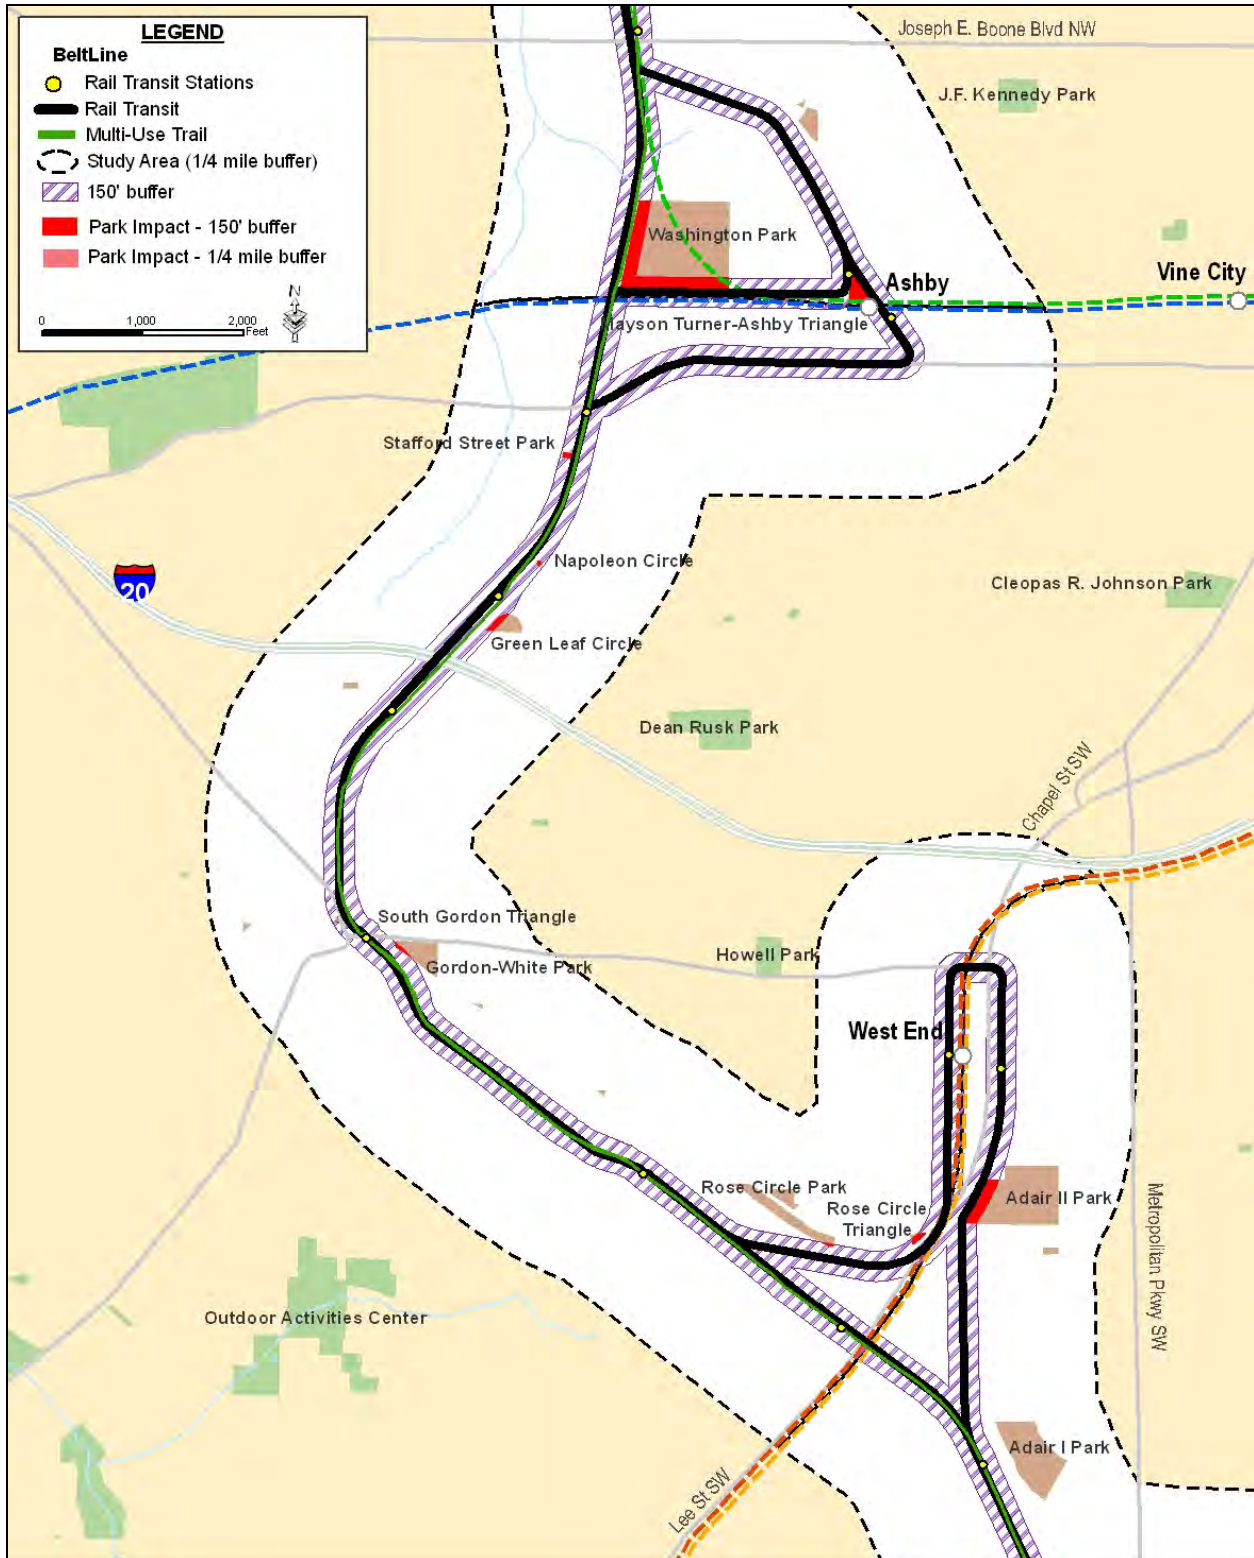 LEGEND
BeltLine
Rail Transit Stations
Rail Transit
Multi-Use Trail
Study Area (1/4 mile buffer)
150' buffer
Park Impact - 150' buffer
Park Impact - 1/4 mile buffer
N
0 1,000 2,000
Feet
Joseph E. Boone Blvd NW
J.F. Kennedy Park
Washington Park
Ashby
Vine City
Mayson Turner-Ashby Triangle
Stafford Street Park
Napoleon Circle
20
Cleopas R. Johnson Park
Green Leaf Circle
Dean Rusk Park
Chapel St SW
South Gordon Triangle
Gordon-White Park
Howell Park
West End
Rose Circle Park
Rose Circle
Triangle
Adair II Park
Metropolitan Pkwy SW
Outdoor Activities Center
Adair I Park
Lee St SW